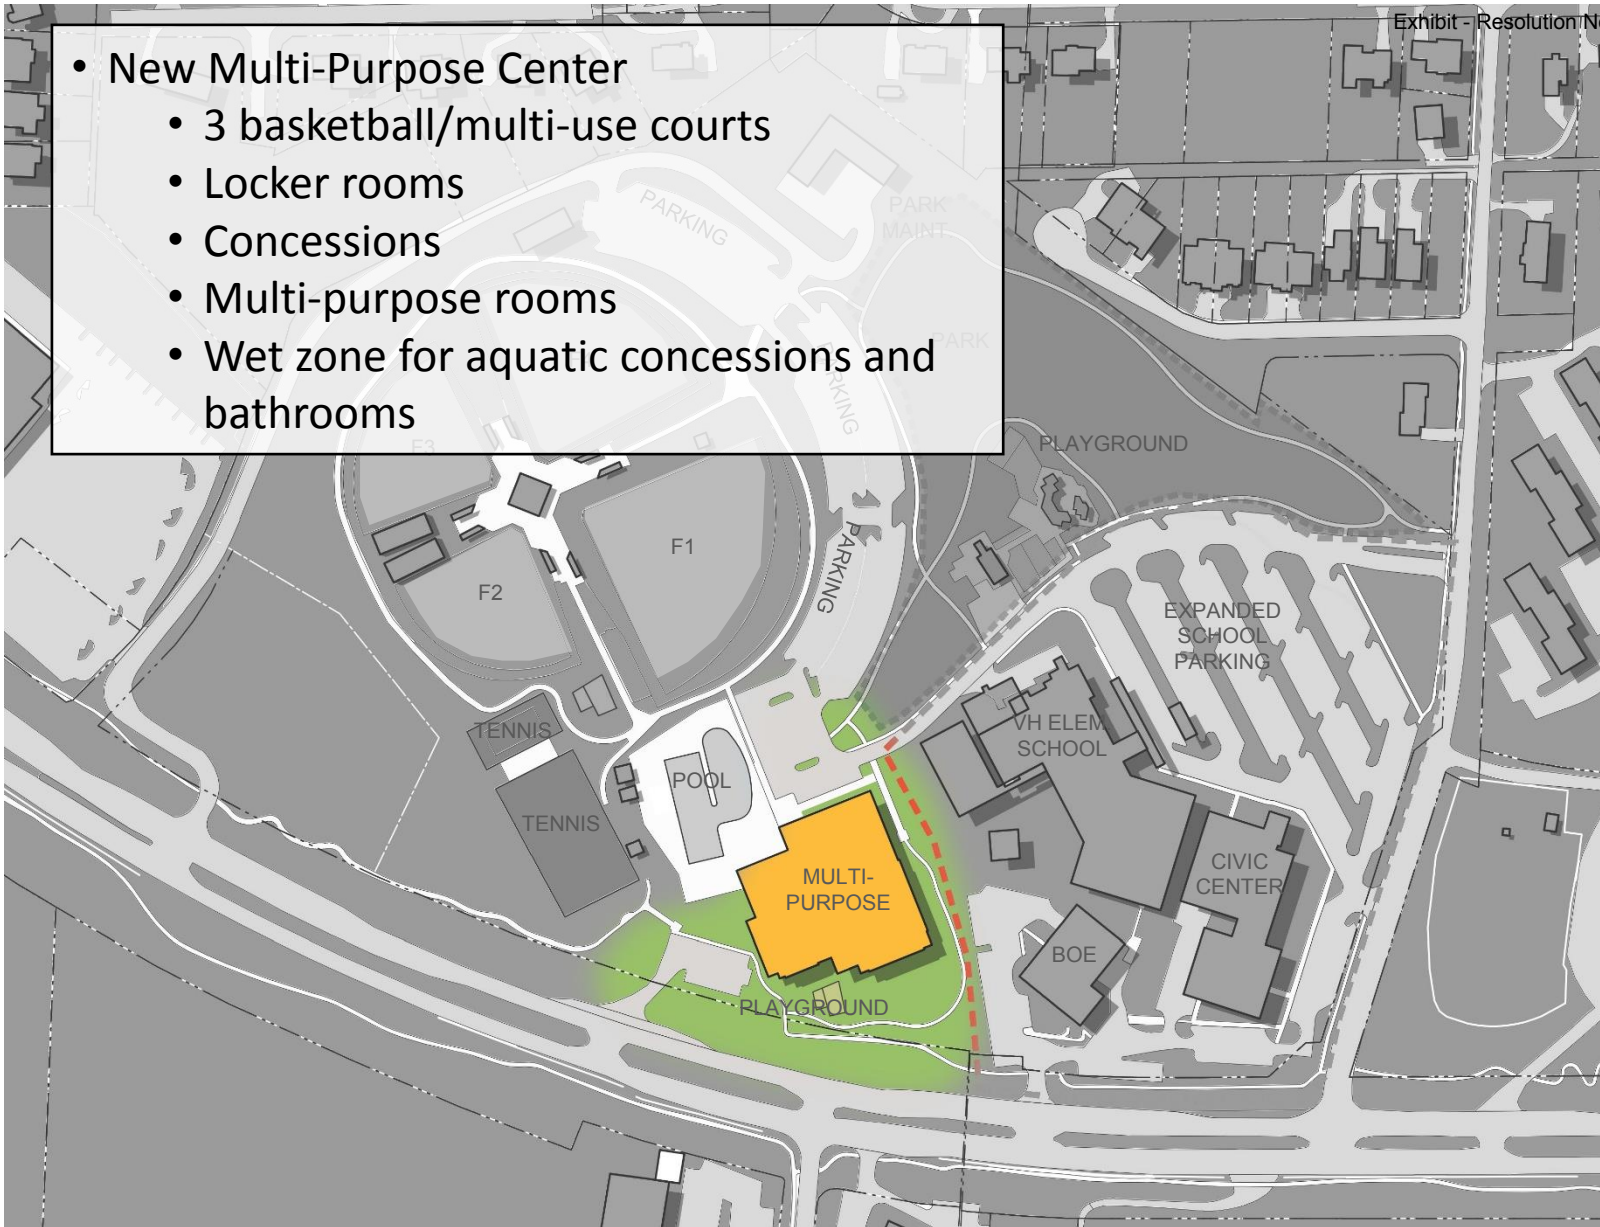 Exhibit - Resolution No
• New Multi-Purpose Center
• 3 basketball/multi-use courts
• Locker rooms
• Concessions
• Multi-purpose rooms
• Wet zone for aquatic concessions and
bathrooms
PARKING
PARK
MAINT
PARK
PARKING
F3
PLAYGROUND
PARKING
F1
F2
EXPANDED
SCHOOL
PARKING
TENNIS
VH ELEM
SCHOOL
POOL
TENNIS
MULTI-
PURPOSE
CIVIC
CENTER
BOE
PLAYGROUND